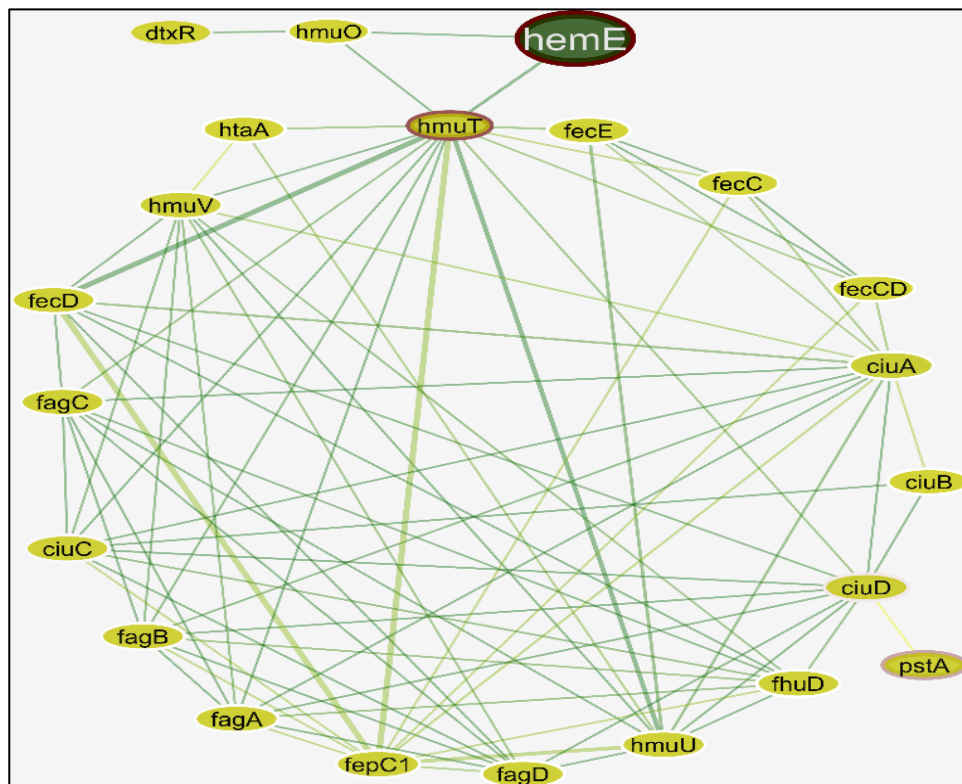 dtxR
hmuO
hemE
htaA
hmuT
fecE
fecC
hmuV
fecCD
fecD
ciuA
fagC
ciuB
ciuC
ciuD
fagB
pstA
fhuD
fagA
hmuU
fepC1
fagD